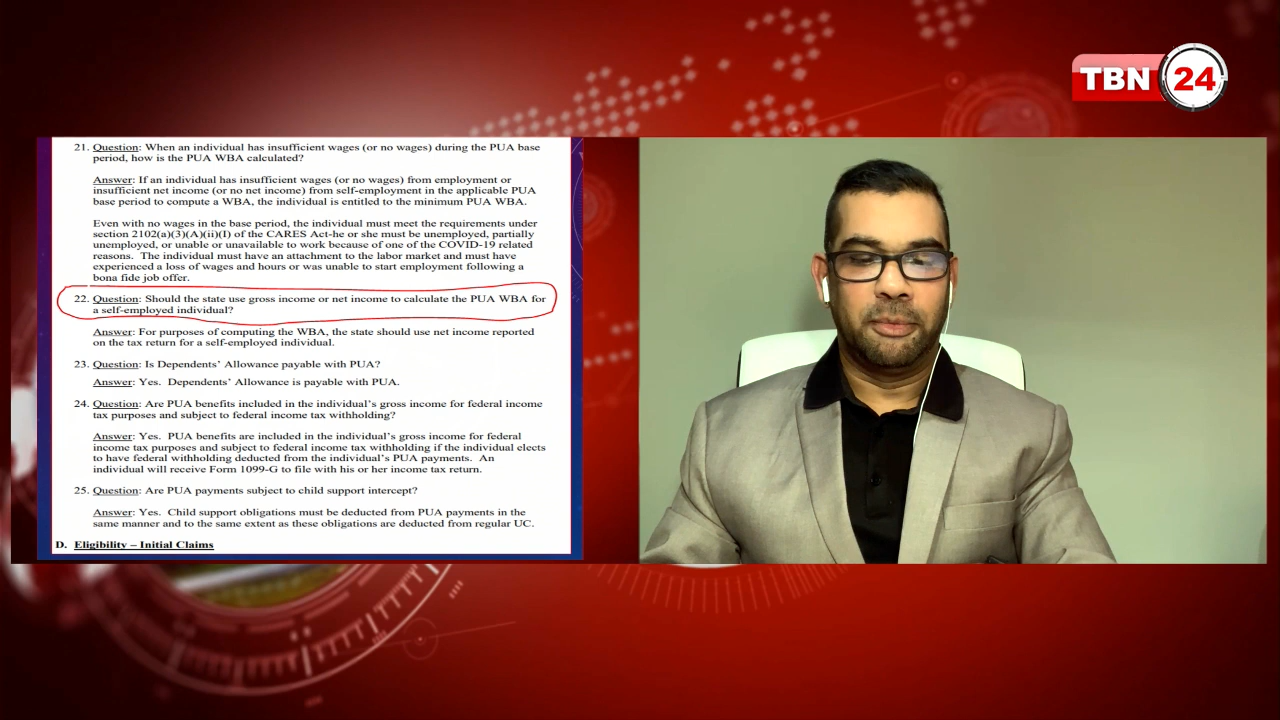 TBN 24
21. Question: When an individual has insufficient wages (or no wages) during the PUA base
period, how is the PUA WBA calculated?
Answer: If an individual has insufficient wages (or no wages) from employment or
insufficient net income (or no net income) from self-employment in the applicable PUA
base period to compute a WBA, the individual is entitled to the minimum PUA WBA.
Even with no wages in the base period, the individual must meet the requirements under
section 2102(a)(3)(A)(ii)(I) of the CARES Act-he or she must be unemployed, partially
unemployed, or unable or unavailable to work because of one of the COVID-19 related
reasons. The individual must have an attachment to the labor market and must have
experienced a loss of wages and hours or was unable to start employment following a
bona fide job offer.
22. Question: Should the state use gross income or net income to calculate the PUA WBA for
a self-employed individual?
Answer: For purposes of computing the WBA, the state should use net income reported
on the tax return for a self-employed individual.
23. Question: Is Dependents' Allowance payable with PUA?
Answer: Yes. Dependents' Allowance is payable with PUA.
24. Question: Are PUA benefits included in the individual's gross income for federal income
tax purposes and subject to federal income tax withholding?
Answer: Yes. PUA benefits are included in the individual's gross income for federal
income tax purposes and subject to federal income tax withholding if the individual elects
to have federal withholding deducted from the individual's PUA payments. An
individual will receive Form 1099-G to file with his or her income tax return.
25. Question: Are PUA payments subject to child support intercept?
Answer: Yes. Child support obligations must be deducted from PUA payments in the
same manner and to the same extent as these obligations are deducted from regular UC.
D. Eligibility – Initial Claims